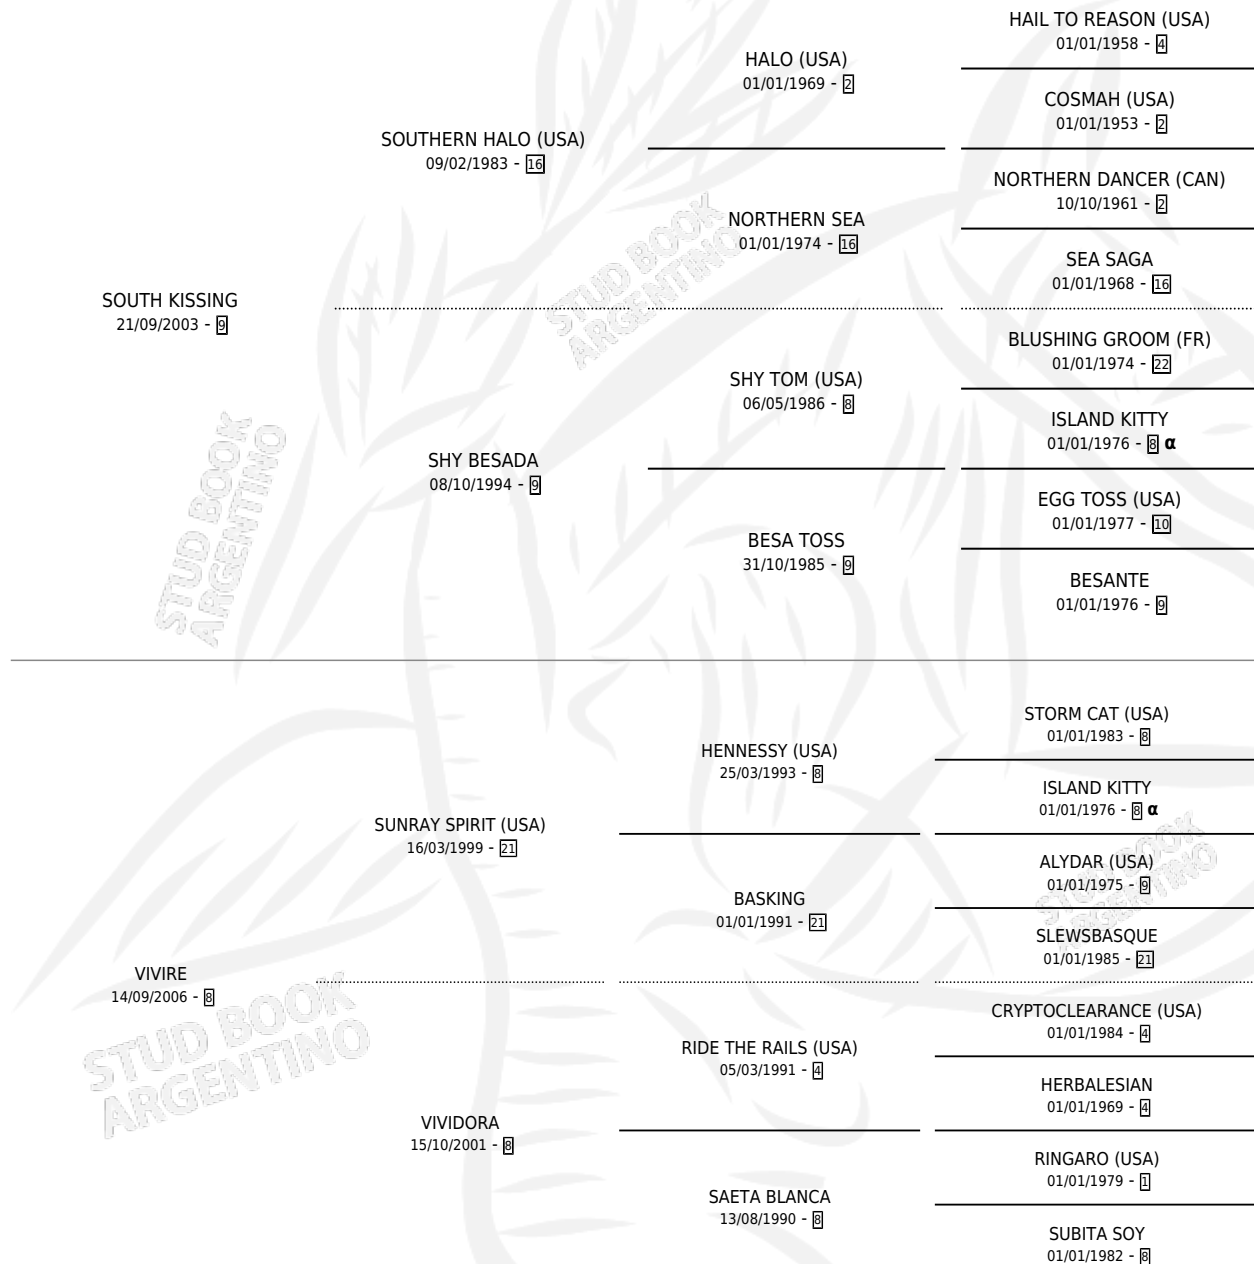 HAIL TO REASON (USA)
01/01/1958 - 4
HALO (USA)
01/01/1969 - 2
COSMAH (USA)
01/01/1953 - 2
SOUTHERN HALO (USA)
09/02/1983 - 16
NORTHERN DANCER (CAN)
10/10/1961 - 2
NORTHERN SEA
01/01/1974 - 16
SEA SAGA
01/01/1968 - 16
STUD BOOK
ARGENTINO
SOUTH KISSING
21/09/2003 - 9
BLUSHING GROOM (FR)
01/01/1974 - 22
SHY TOM (USA)
06/05/1986 - 8
ISLAND KITTY
01/01/1976 - 8 α
SHY BESADA
08/10/1994 - 9
STUD BOOK
ARGENTINO
EGG TOSS (USA)
01/01/1977 - 10
BESA TOSS
31/10/1985 - 9
BESANTE
01/01/1976 - 9
STORM CAT (USA)
01/01/1983 - 8
HENNESSY (USA)
25/03/1993 - 8
ISLAND KITTY
01/01/1976 - 8 α
SUNRAY SPIRIT (USA)
16/03/1999 - 21
ALYDAR (USA)
01/01/1975 - 9
STUD BOOK
ARGENTINO
BASKING
01/01/1991 - 21
SLEWSBASQUE
01/01/1985 - 21
VIVIRE
14/09/2006 - 8
STUD BOOK
ARGENTINO
CRYPTOCLEARANCE (USA)
01/01/1984 - 4
RIDE THE RAILS (USA)
05/03/1991 - 4
HERBALESIAN
01/01/1969 - 4
VIVIDORA
15/10/2001 - 8
RINGARO (USA)
01/01/1979 - 1
SAETA BLANCA
13/08/1990 - 8
SUBITA SOY
01/01/1982 - 8